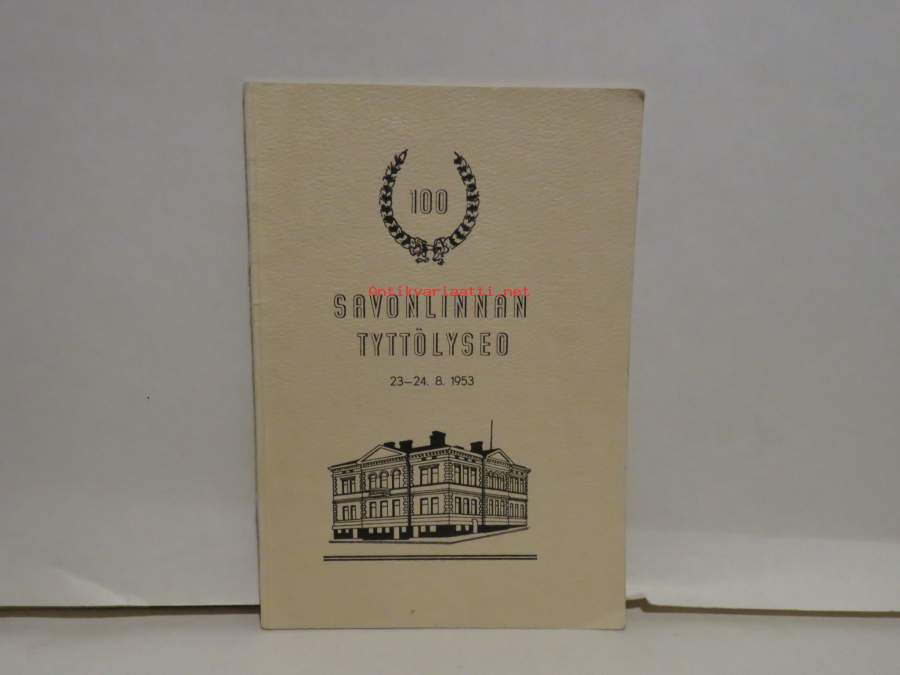 100
Antikvariaatti.net
SAVONLINNAN
TYTTÖLYSEO
23–24. 8. 1953